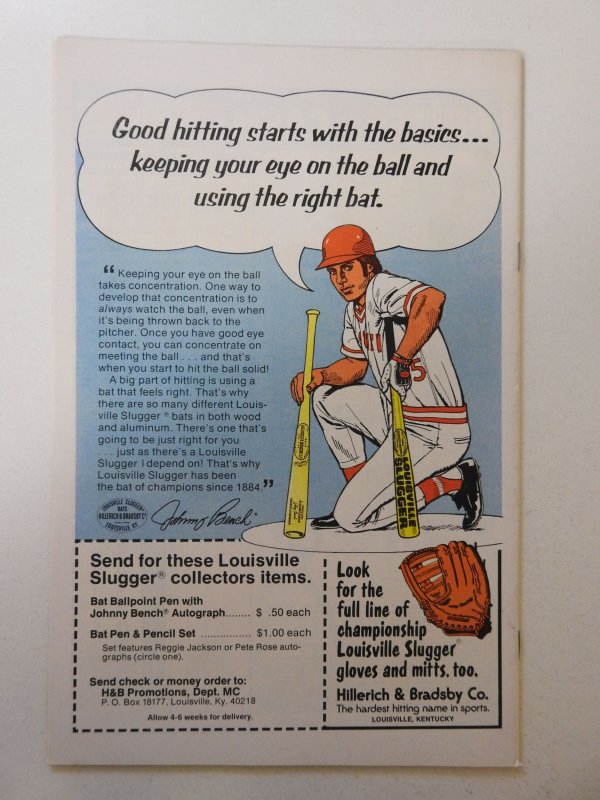 Good hitting starts with the basics...
keeping your eye on the ball and
using the right bat.
“ Keeping your eye on the ball
takes concentration. One way to
develop that concentration is to
always watch the ball, even when
it's being thrown back to the
pitcher. Once you have good eye
contact, you can concentrate on
meeting the ball . . . and that's
when you start to hit the ball solid!
A big part of hitting is using a
bat that feels right. That's why
there are so many different Louis-
ville Slugger ® bats in both wood
and aluminum. There's one that's
going to be just right for you
. . . just as there's a Louisville
Slugger I depend on! That's why
Louisville Slugger has been
the bat of champions since 1884.”
LOUISVILLE SLUGGER
BATS
HILLERICH & BRADSBY Co
LOUISVILLE, KY.
Johnny Bench®
5
LOUISVILLE
SLUGGER
Send for these Louisville
Slugger® collectors items.
Bat Ballpoint Pen with
Johnny Bench® Autograph........ $ .50 each
Bat Pen & Pencil Set ................ $1.00 each
Set features Reggie Jackson or Pete Rose auto-
graphs (circle one).
Send check or money order to:
H&B Promotions, Dept. MC
P. O. Box 18177, Louisville, Ky. 40218
Allow 4-6 weeks for delivery.
Look
for the
full line of
championship
Louisville Slugger®
gloves and mitts, too.
Hillerich & Bradsby Co.
The hardest hitting name in sports.
LOUISVILLE, KENTUCKY